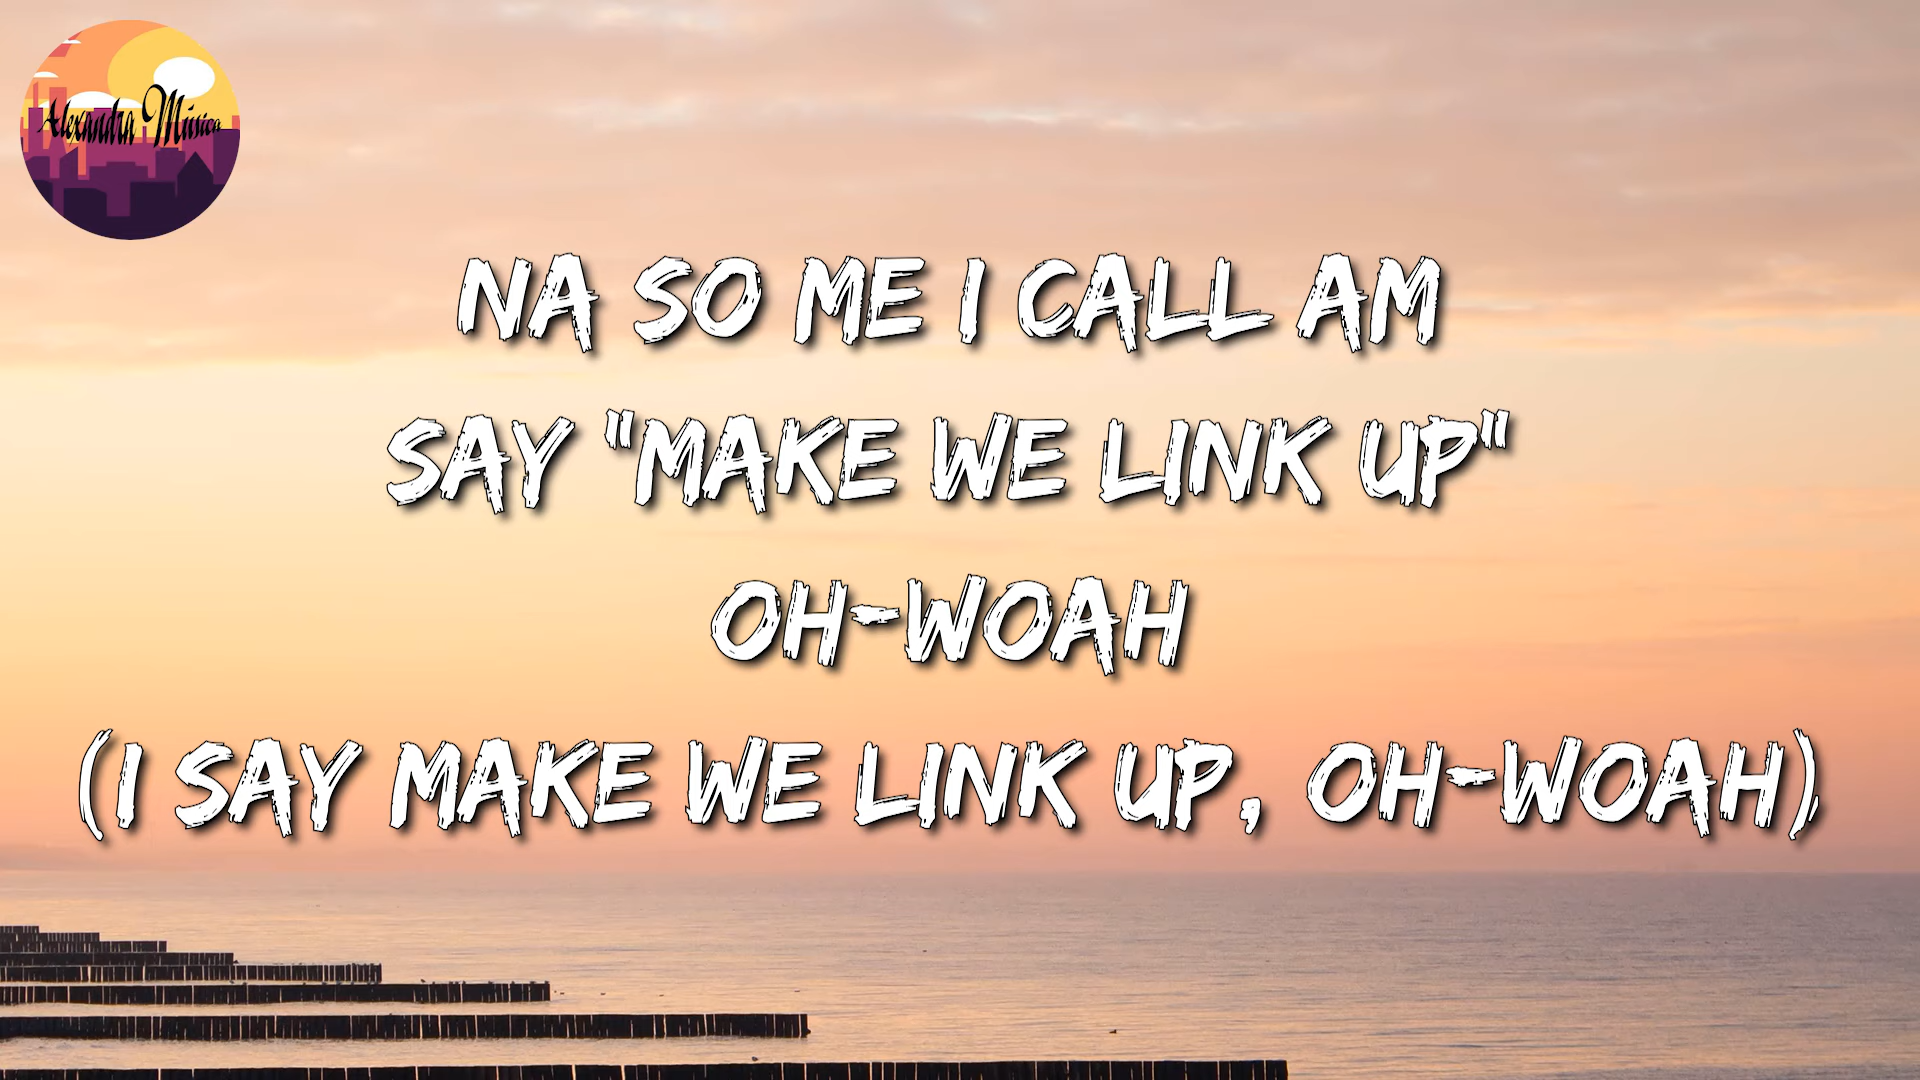 Alexandra Música
NA SO ME I CALL AM
SAY "MAKE WE LINK UP"
OH-WOAH
(I SAY MAKE WE LINK UP, OH-WOAH)